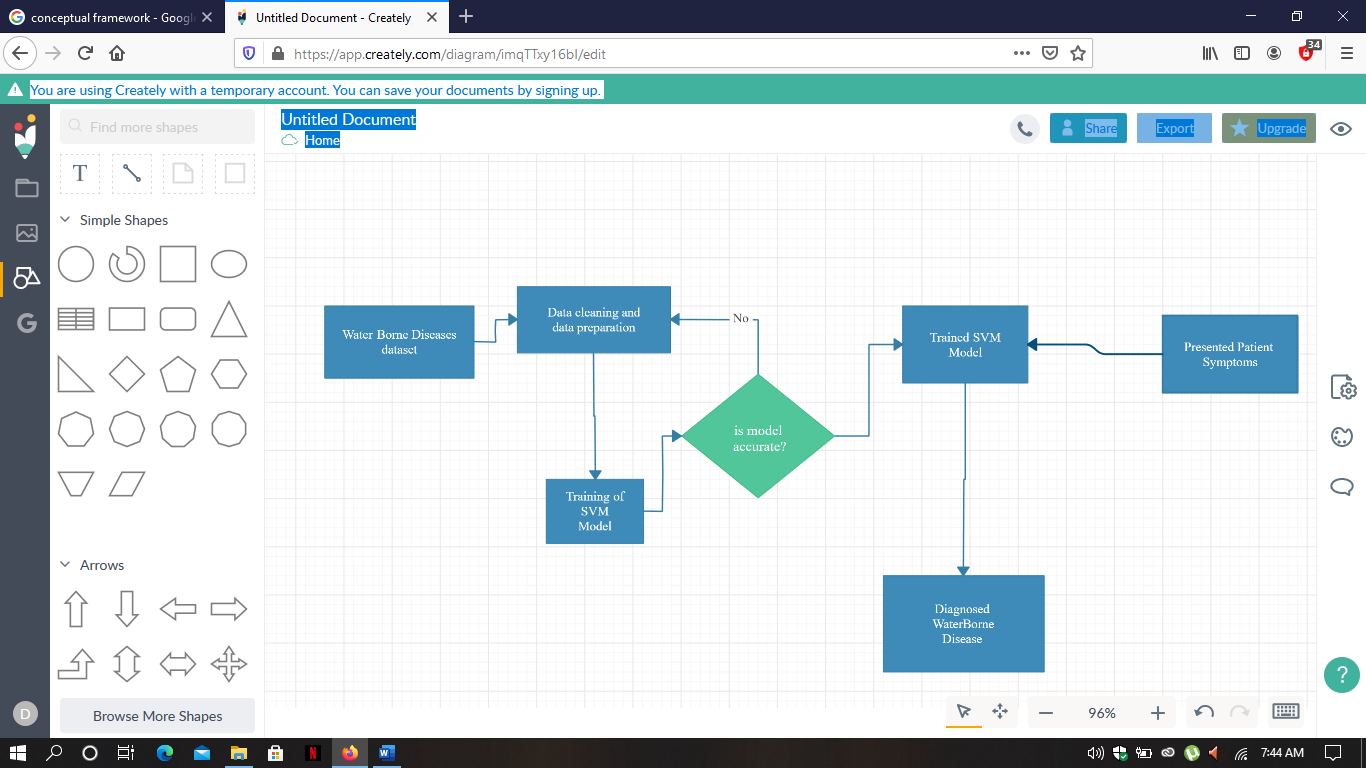 conceptual framework - Googl
Untitled Document - Creately
https://app.creately.com/diagram/imqTTxy16bI/edit
34
You are using Creately with a temporary account. You can save your documents by signing up.
Find more shapes
Untitled Document
Home
Share
Export
Upgrade
T
Simple Shapes
Water Borne Diseases
dataset
Data cleaning and
data preparation
No
Trained SVM
Model
Presented Patient
Symptoms
is model
accurate?
Training of
SVM
Model
Diagnosed
WaterBorne
Disease
Arrows
Browse More Shapes
D
96%
?
7:44 AM